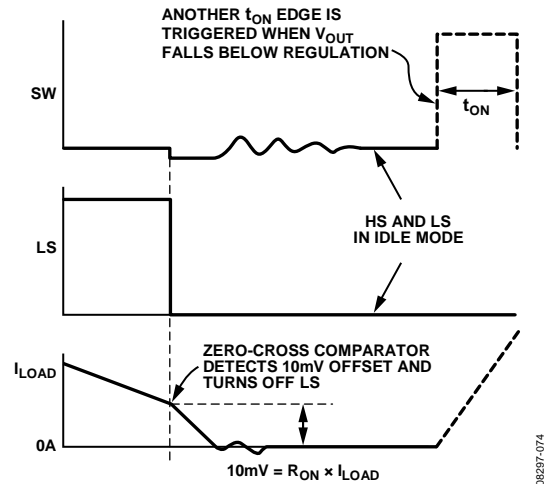 ANOTHER tON EDGE IS
TRIGGERED WHEN VOUT
FALLS BELOW REGULATION
SW
tON
HS AND LS
IN IDLE MODE
LS
ZERO-CROSS COMPARATOR
DETECTS 10mV OFFSET AND
TURNS OFF LS
ILOAD
0A
10mV = RON × ILOAD
08297-074